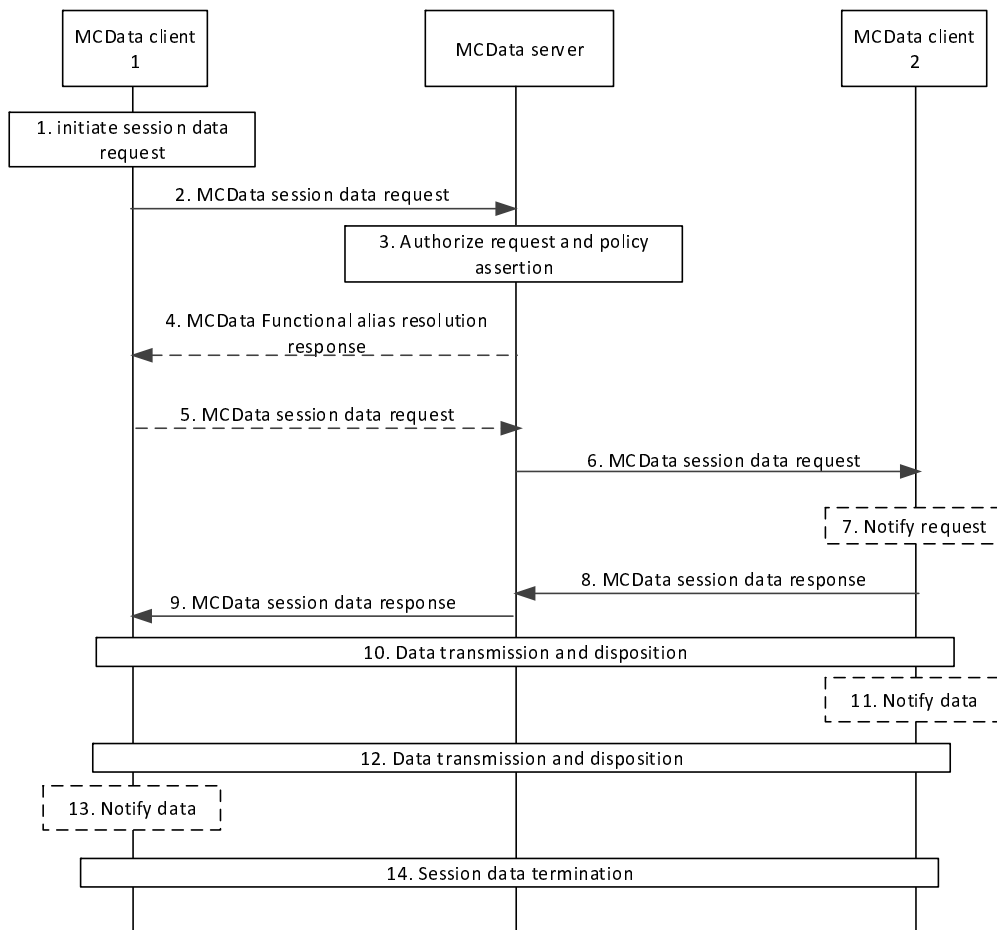 MCData client
1
MCData server
MCData client
2
1. initiate session data
request
2. MCData session data request
3. Authorize request and policy
assertion
4. MCData Functional alias resolution
response
5. MCData session data request
6. MCData session data request
7. Notify request
8. MCData session data response
9. MCData session data response
10. Data transmission and disposition
11. Notify data
12. Data transmission and disposition
13. Notify data
14. Session data termination